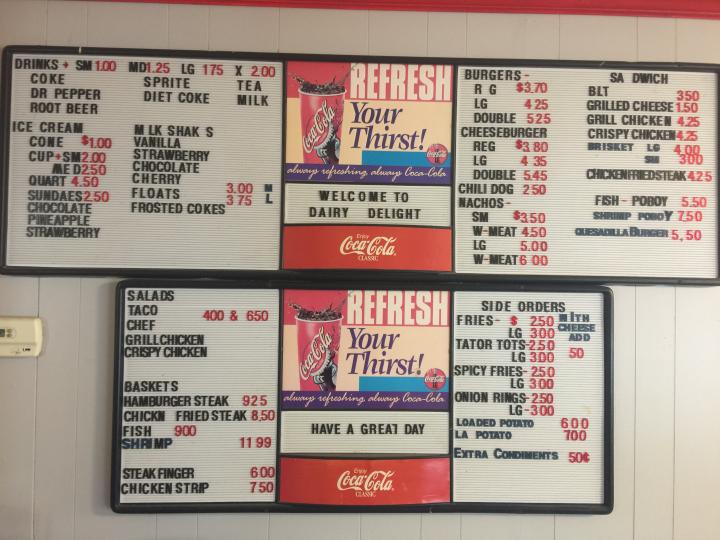 DRINKS + SM 1.00 MD 1.25 LG 1 75 X 2.00
COKE SPRITE TEA
DR PEPPER DIET COKE MILK
ROOT BEER
ICE CREAM
CONE $1.00
CUP + SM 2.00
MED 2.50
QUART 4.50
SUNDAES 2.50
CHOCOLATE
PINEAPPLE
STRAWBERRY
M LK SHAK S
VANILLA
STRAWBERRY
CHOCOLATE
CHERRY
FLOATS 3.00 M
FROSTED COKES 3 75 L
REFRESH
Your
Thirst!
Coca-Cola
always refreshing, always Coca-Cola
WELCOME TO
DAIRY DELIGHT
Enjoy
Coca-Cola
CLASSIC
BURGERS -
R G $3.70
LG 4 25
DOUBLE 5 25
CHEESEBURGER
REG $3.80
LG 4 35
DOUBLE 5.45
CHILI DOG 2 50
NACHOS -
SM $3.50
W-MEAT 4.50
LG 5.00
W-MEAT 6 00
SA DWICH
BLT 3 50
GRILLED CHEESE 1.50
GRILL CHICKEN 4.25
CRISPY CHICKEN 4.25
BRISKET LG 4.00
SM 3 00
CHICKEN FRIED STEAK 4 25
FISH - POBOY 5.50
SHRIMP POBOY 7.50
QUESADILLA BURGER 5,50
SALADS
TACO 4 00 & 6 50
CHEF
GRILL CHICKEN
CRISPY CHICKEN
BASKETS
HAMBURGER STEAK 9 25
CHICKN FRIED STEAK 8,50
FISH 9 00
SHRIMP 11 99
STEAK FINGER 6 00
CHICKEN STRIP 7 50
REFRESH
Your
Thirst!
Coca-Cola
always refreshing, always Coca-Cola
HAVE A GREAT DAY
Enjoy
Coca-Cola
CLASSIC
SIDE ORDERS
FRIES - $ 2.50
LG 3.00
TATOR TOTS - 2.50
LG 3.00
SPICY FRIES - 2.50
LG 3.00
ONION RINGS - 2.50
LG - 3.00
LOADED POTATO 6 0 0
LA POTATO 7 00
EXTRA CONDIMENTS 50¢
WITH
CHEESE
ADD
50